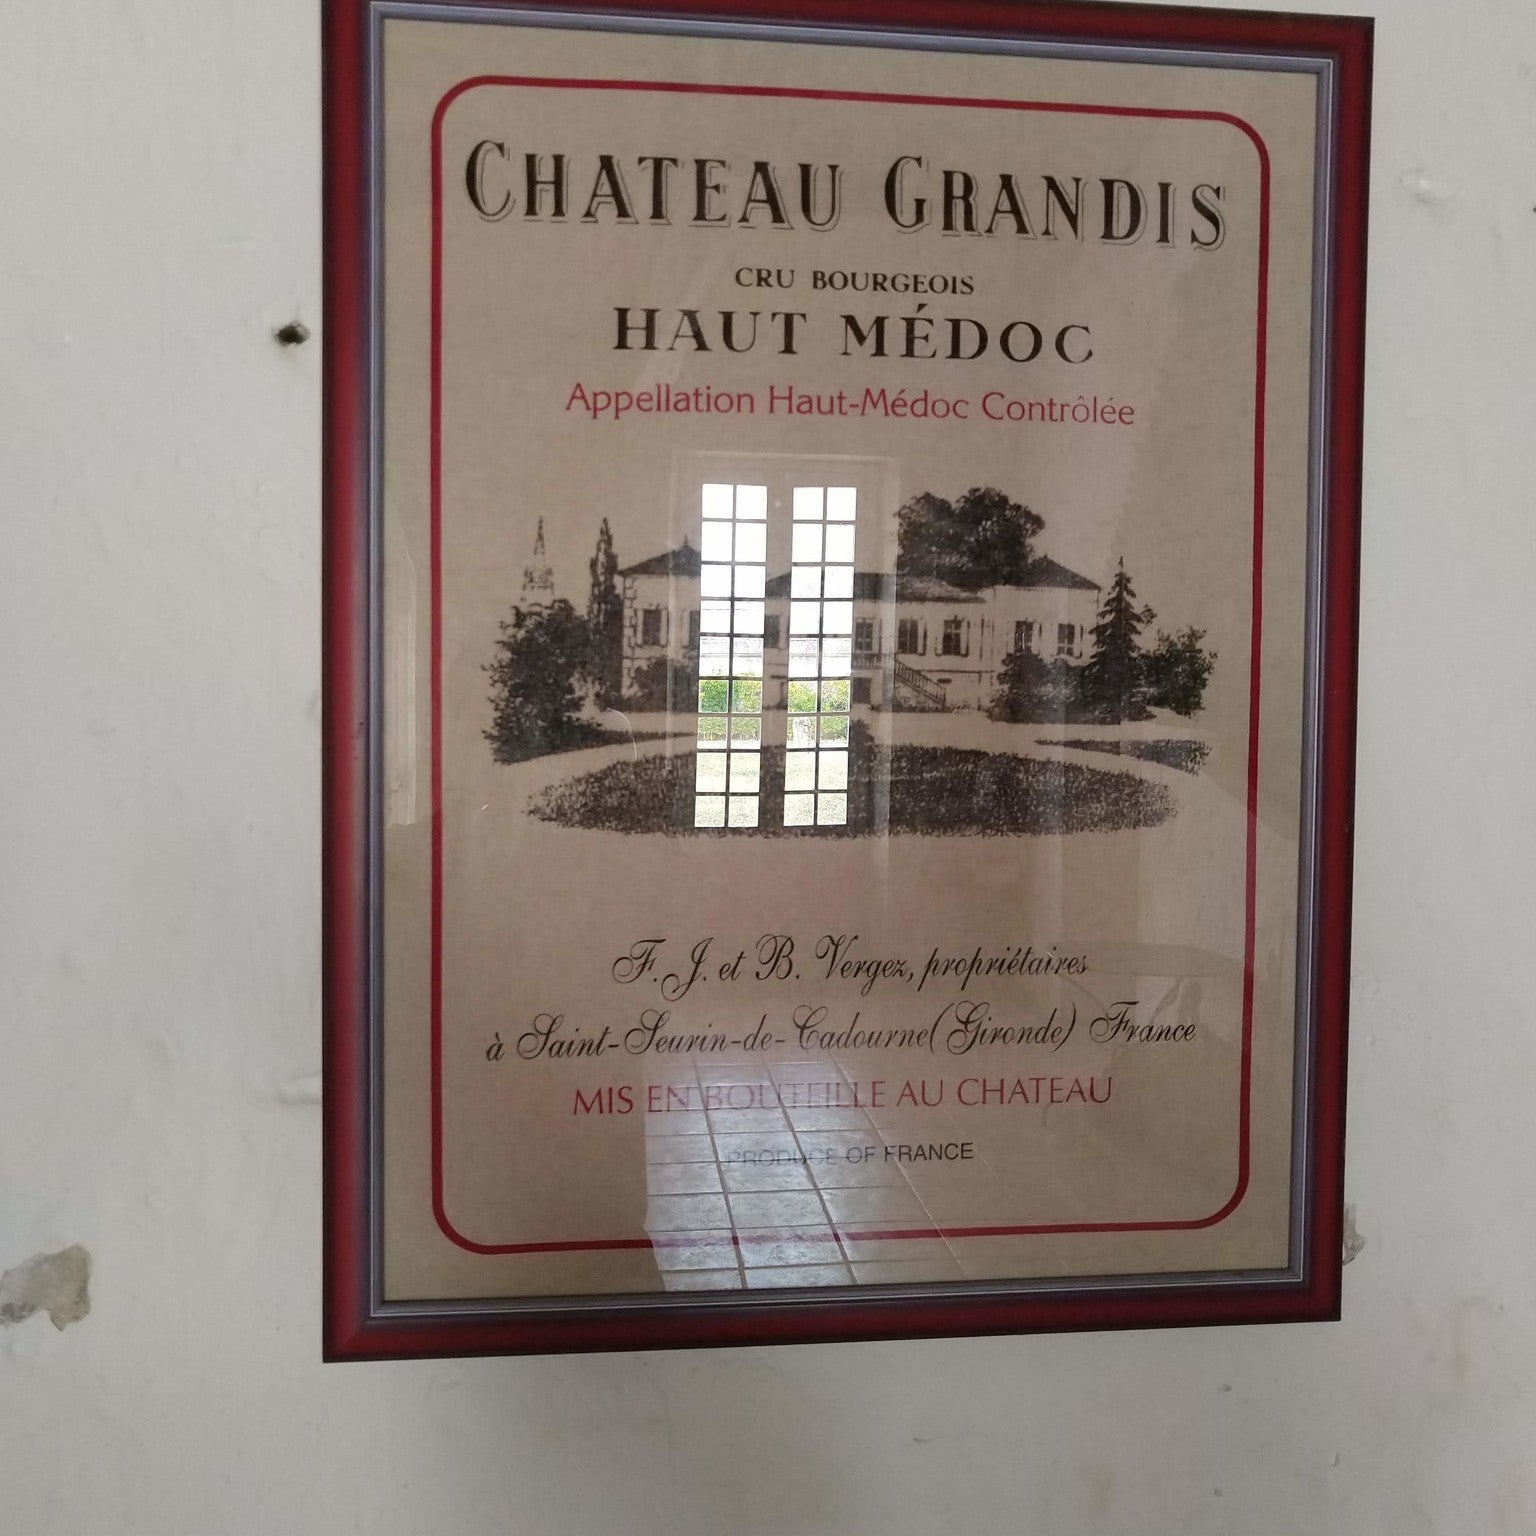 CHATEAU GRANDIS
CRU BOURGEOIS
HAUT MÉDOC
Appellation Haut-Médoc Contrôlée
F. J. et B. Vergez, propriétaires
à Saint-Seurin-de-Cadourne (Gironde) France
MIS EN BOUTEILLE AU CHATEAU
PRODUCE OF FRANCE